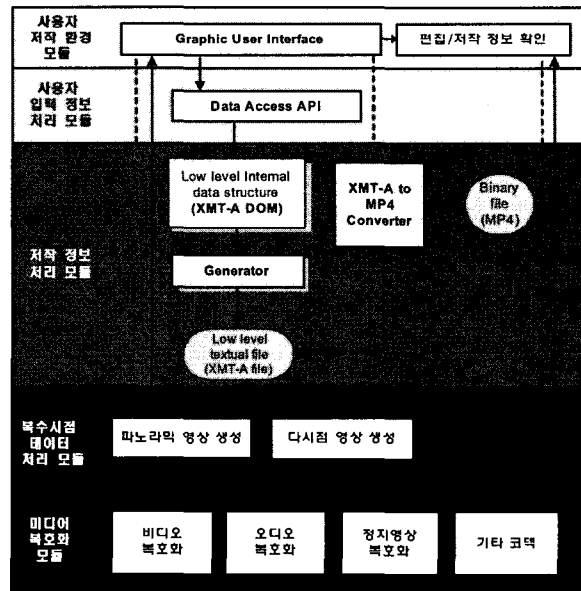 사용자
저작 환경
모듈
Graphic User Interface
편집/저작 정보 확인
사용자
입력 정보
처리 모듈
Data Access API
저작 정보
처리 모듈
Low level Internal
data structure
(XMT-A DOM)
XMT-A to
MP4
Converter
Binary
file
(MP4)
Generator
Low level
textual file
(XMT-A file)
복수시점
데이터
처리 모듈
파노라믹 영상 생성
다시점 영상 생성
미디어
복호화
모듈
비디오
복호화
오디오
복호화
정지영상
복호화
기타 코덱